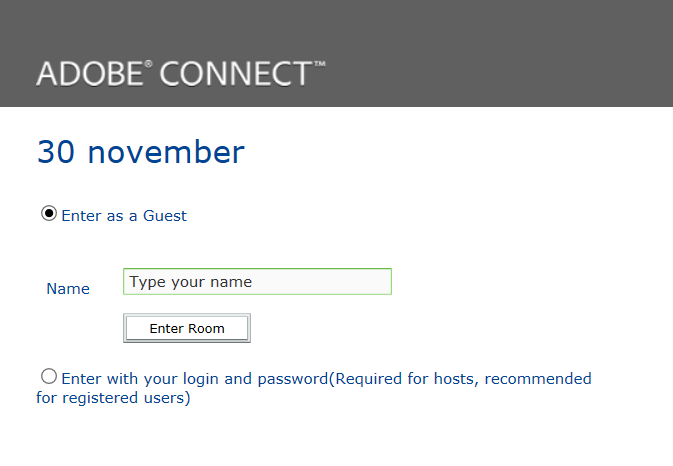 ADOBE® CONNECT™
30 november
Enter as a Guest
Name
Type your name
Enter Room
Enter with your login and password(Required for hosts, recommended
for registered users)